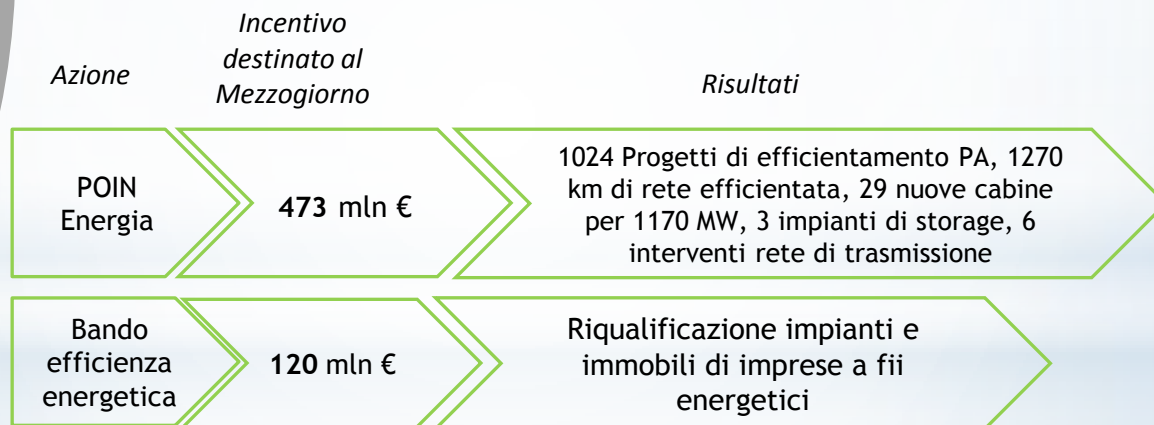 Azione
Incentivo
destinato al
Mezzogiorno
Risultati
POIN
Energia
473 mln €
1024 Progetti di efficientamento PA, 1270
km di rete efficientata, 29 nuove cabine
per 1170 MW, 3 impianti di storage, 6
interventi rete di trasmissione
Bando
efficienza
energetica
120 mln €
Riqualificazione impianti e
immobili di imprese a fii
energetici